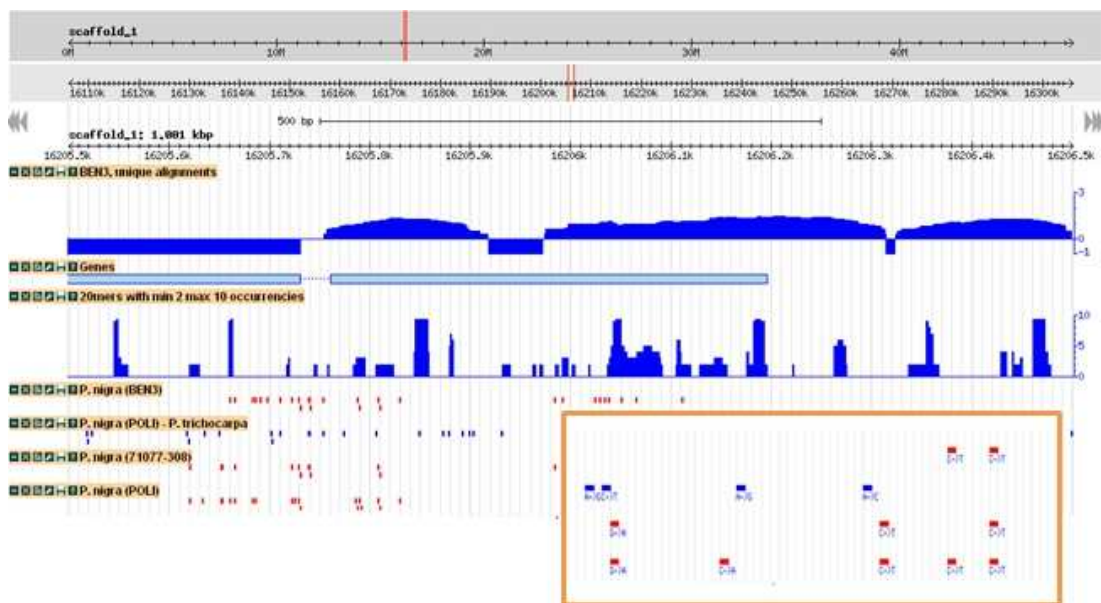 scaffold_1
0M 10M 20M 30M 40M
16110k 16120k 16130k 16140k 16150k 16160k 16170k 16180k 16190k 16200k 16210k 16220k 16230k 16240k 16250k 16260k 16270k 16280k 16290k 16300k
500 bp
scaffold_1: 1.001 kbp
16205.5k 16205.6k 16205.7k 16205.8k 16205.9k 16206k 16206.1k 16206.2k 16206.3k 16206.4k 16206.5k
BEN3, unique alignments
3
0
-1
Genes
20mers with min 2 max 10 occurrencies
10
5
0
P. nigra (BEN3)
P. nigra (POLI) - P. trichocarpa
P. nigra (71077-308)
P. nigra (POLI)
C->T C->T
A->G C->T A->G A->C
G->A C->T C->T
G->A G->A C->T C->T C->T